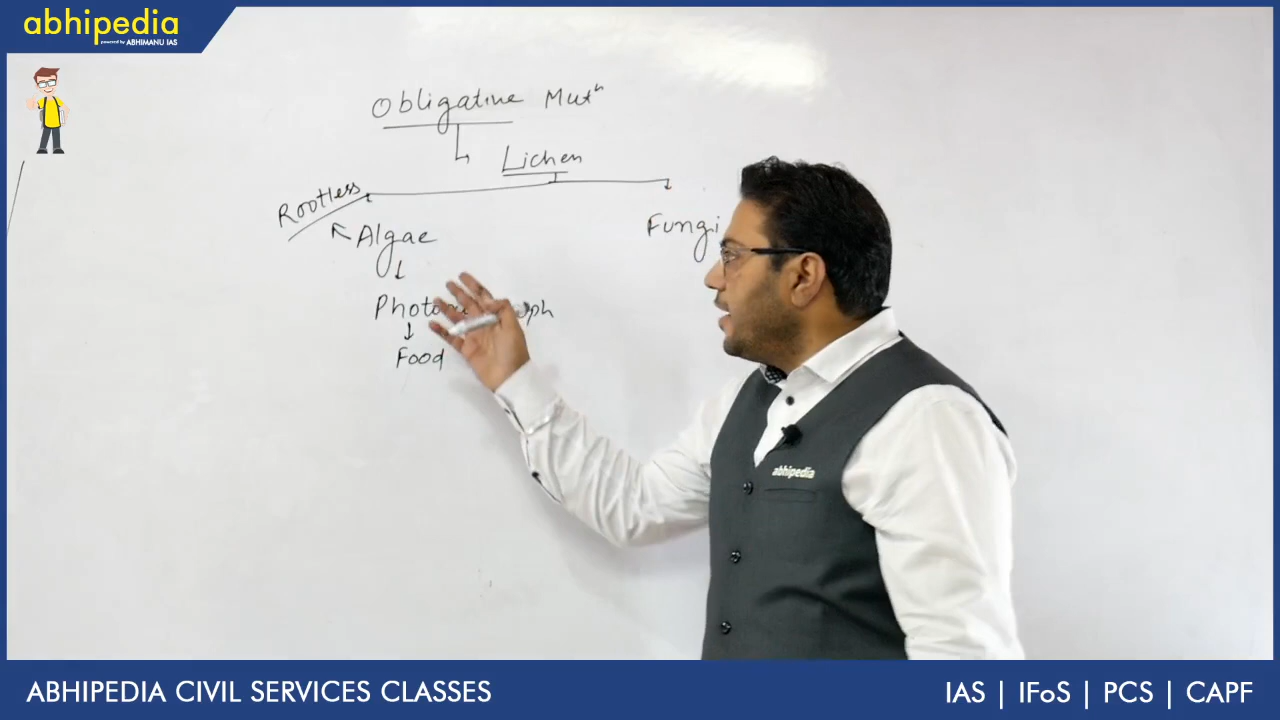 abhipedia
powered by ABHIMANU IAS
Obligative Mutⁿ
Lichen
Rootless
Algae
Fungi
Food
abhipedia
ABHIPEDIA CIVIL SERVICES CLASSES
IAS | IFoS | PCS | CAPF